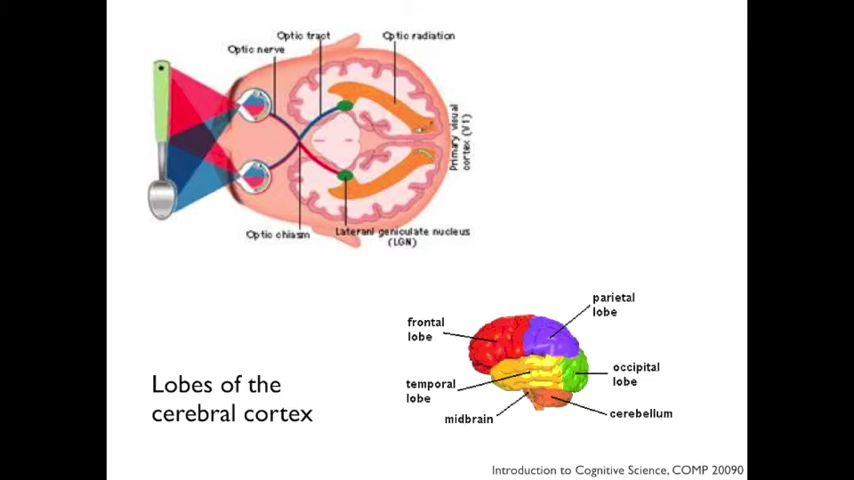 Optic tract
Optic radiation
Optic nerve
Primary visual
cortex (V1)
Optic chiasm
Lateranl geniculate nucleus
(LGN)
parietal
lobe
frontal
lobe
occipital
lobe
temporal
lobe
midbrain
cerebellum
Lobes of the
cerebral cortex
Introduction to Cognitive Science, COMP 20090